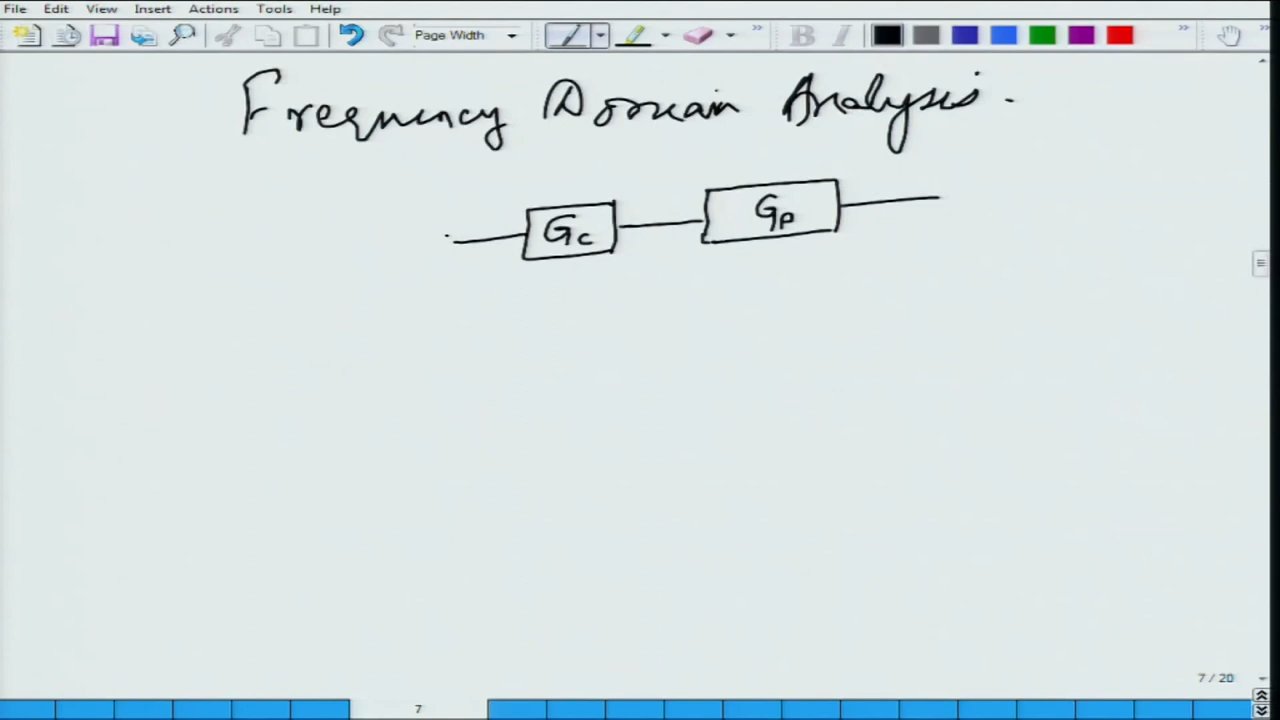 File Edit View Insert Actions Tools Help
Page Width
B I
Frequency Domain Analysis.
Gc Gp
7 / 20
7